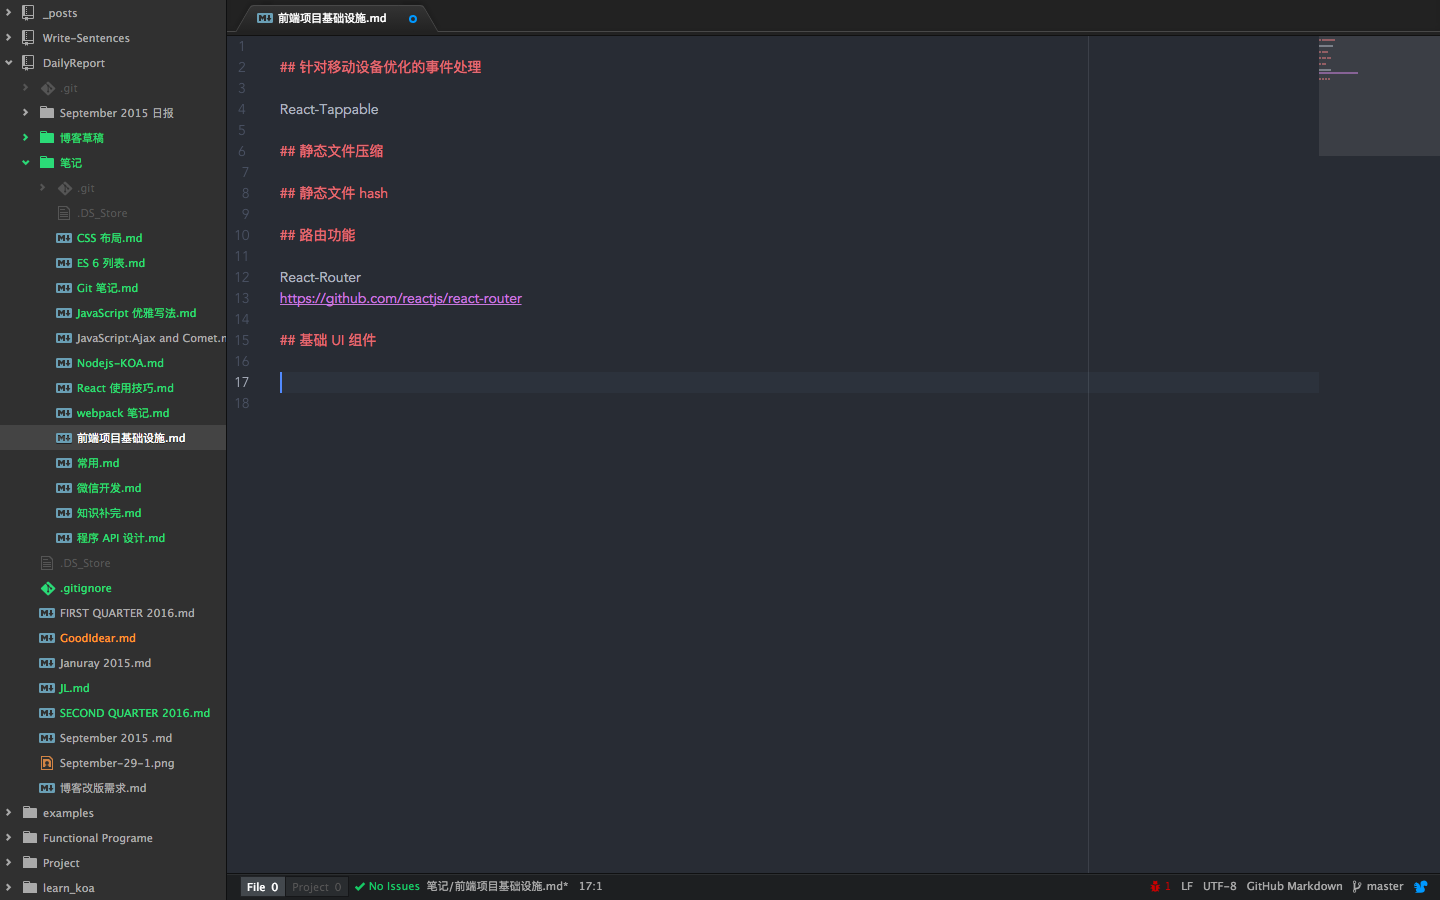 _posts
Write-Sentences
DailyReport
.git
September 2015 日报
博客草稿
笔记
.git
.DS_Store
CSS 布局.md
ES 6 列表.md
Git 笔记.md
JavaScript 优雅写法.md
JavaScript:Ajax and Comet.m
Nodejs-KOA.md
React 使用技巧.md
webpack 笔记.md
前端项目基础设施.md
常用.md
微信开发.md
知识补完.md
程序 API 设计.md
.DS_Store
.gitignore
FIRST QUARTER 2016.md
GoodIdear.md
Januray 2015.md
JL.md
SECOND QUARTER 2016.md
September 2015 .md
September-29-1.png
博客改版需求.md
examples
Functional Programe
Project
learn_koa
前端项目基础设施.md
1
2 ## 针对移动设备优化的事件处理
3
4 React-Tappable
5
6 ## 静态文件压缩
7
8 ## 静态文件 hash
9
10 ## 路由功能
11
12 React-Router
13 https://github.com/reactjs/react-router
14
15 ## 基础 UI 组件
16
17
18
File 0 Project 0 No Issues 笔记/前端项目基础设施.md* 17:1 1 LF UTF-8 GitHub Markdown master